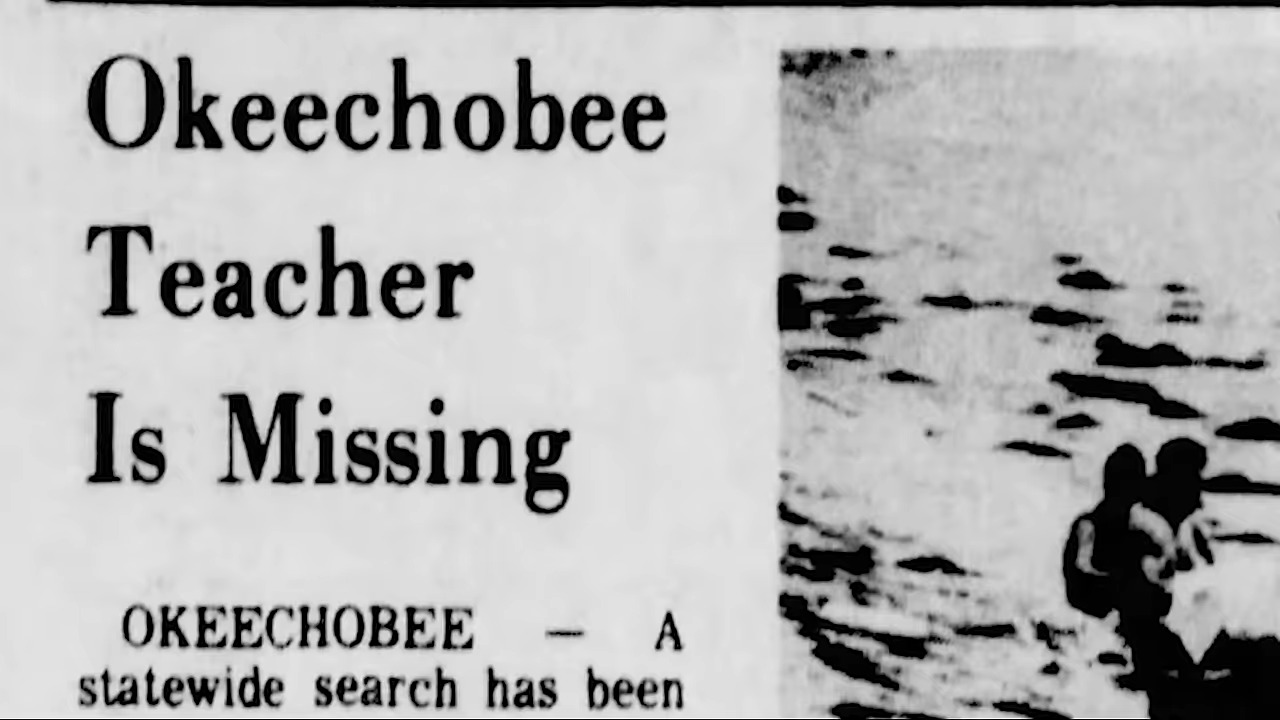 Okeechobee
Teacher
Is Missing
OKEECHOBEE — A
statewide search has been